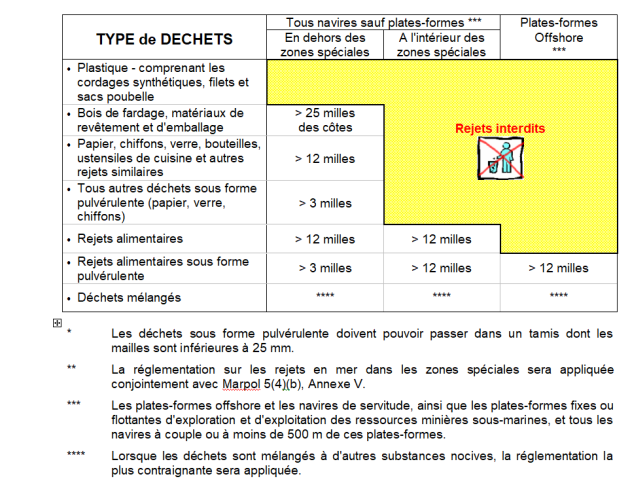 TYPE de DECHETS
Tous navires sauf plates-formes ***
Plates-formes
Offshore
***
En dehors des
zones spéciales
A l'intérieur des
zones spéciales
• Plastique - comprenant les
cordages synthétiques, filets et
sacs poubelle
• Bois de fardage, matériaux de
revêtement et d'emballage
> 25 milles
des côtes
Rejets interdits
• Papier, chiffons, verre, bouteilles,
ustensiles de cuisine et autres
rejets similaires
> 12 milles
• Tous autres déchets sous forme
pulvérulente (papier, verre,
chiffons)
> 3 milles
• Rejets alimentaires
> 12 milles
> 12 milles
• Rejets alimentaires sous forme
pulvérulente
> 3 milles
> 12 milles
> 12 milles
• Déchets mélangés
****
****
****
* Les déchets sous forme pulvérulente doivent pouvoir passer dans un tamis dont les
mailles sont inférieures à 25 mm.
** La réglementation sur les rejets en mer dans les zones spéciales sera appliquée
conjointement avec Marpol 5(4)(b), Annexe V.
*** Les plates-formes offshore et les navires de servitude, ainsi que les plates-formes fixes ou
flottantes d'exploration et d'exploitation des ressources minières sous-marines, et tous les
navires à couple ou à moins de 500 m de ces plates-formes.
**** Lorsque les déchets sont mélangés à d'autres substances nocives, la réglementation la
plus contraignante sera appliquée.